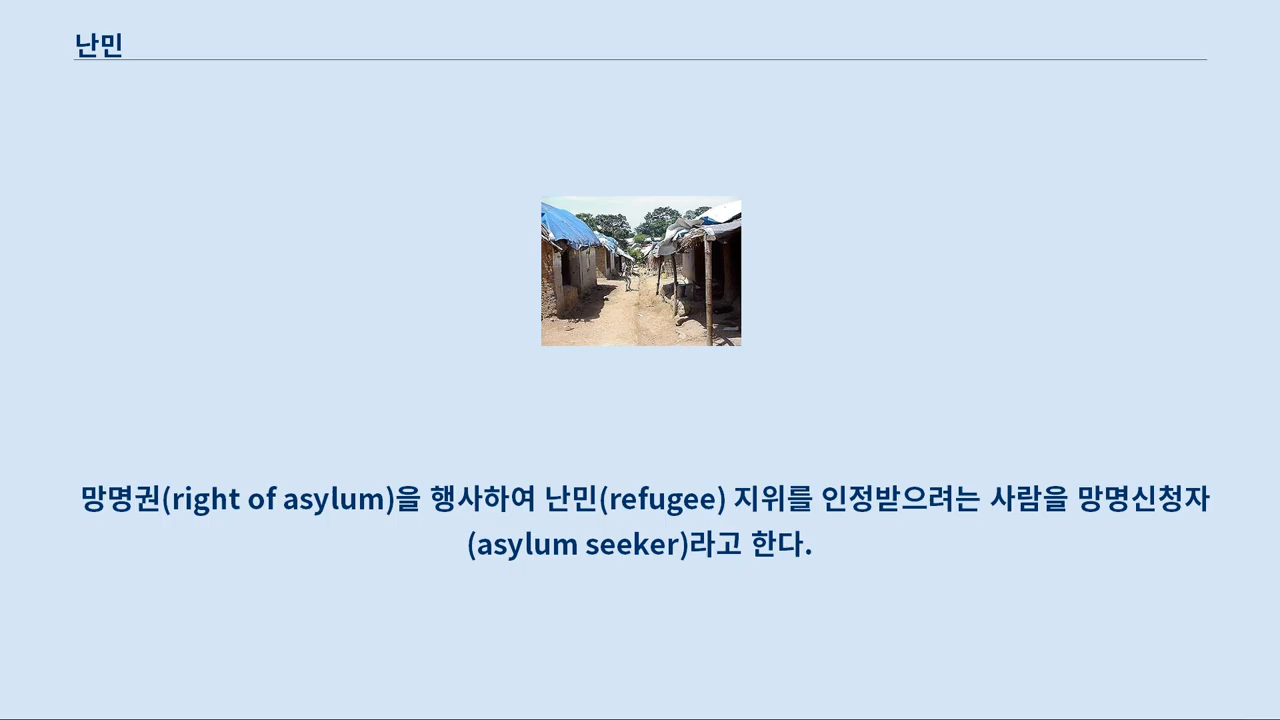 난민
망명권(right of asylum)을 행사하여 난민(refugee) 지위를 인정받으려는 사람을 망명신청자
(asylum seeker)라고 한다.